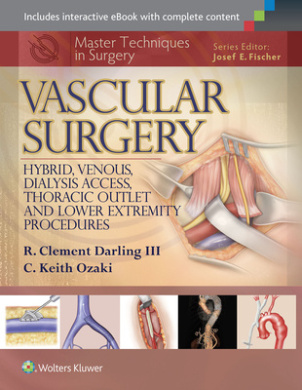 Includes interactive eBook with complete content
Master Techniques
in Surgery
Series Editor:
Josef E. Fischer
VASCULAR
SURGERY
HYBRID, VENOUS,
DIALYSIS ACCESS,
THORACIC OUTLET
AND LOWER EXTREMITY
PROCEDURES
R. Clement Darling III
C. Keith Ozaki
Wolters Kluwer